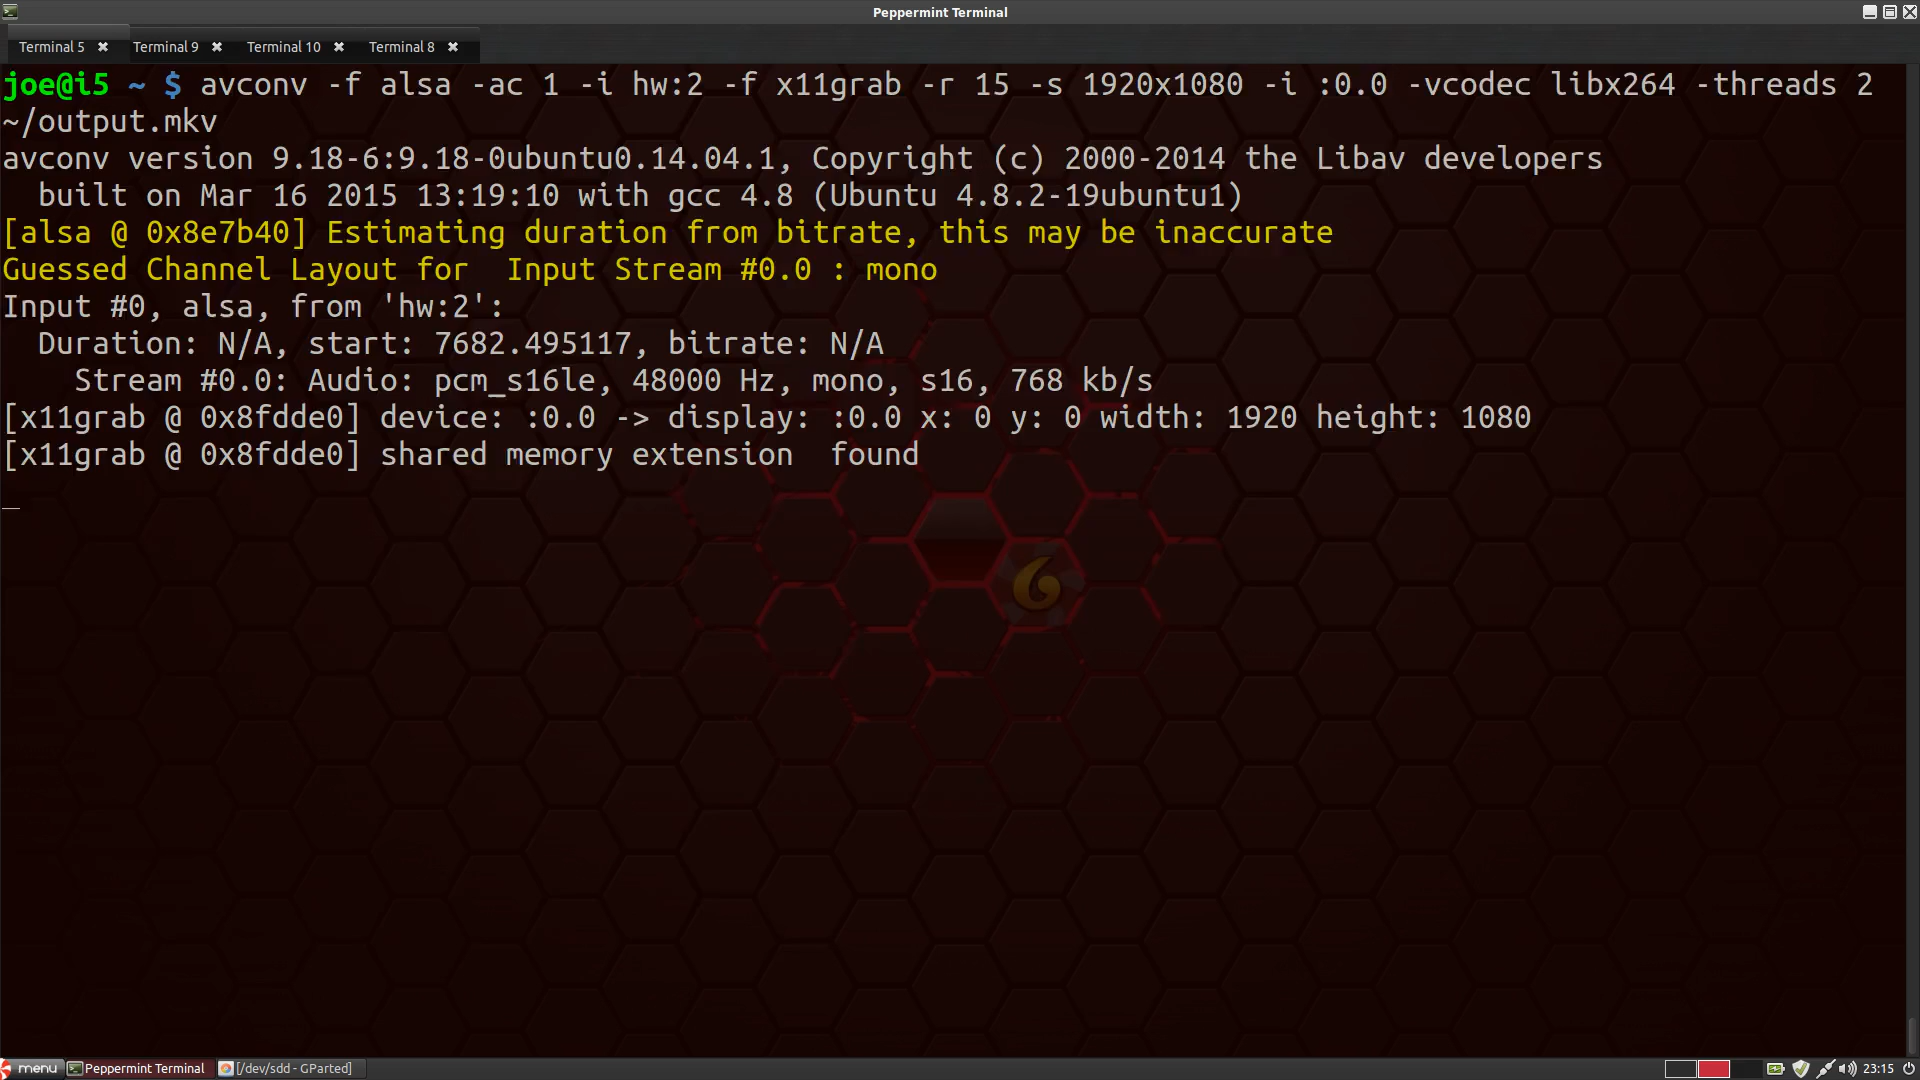 Peppermint Terminal
Terminal 5 Terminal 9 Terminal 10 Terminal 8
joe@i5 ~ $ avconv -f alsa -ac 1 -i hw:2 -f x11grab -r 15 -s 1920x1080 -i :0.0 -vcodec libx264 -threads 2
~/output.mkv
avconv version 9.18-6:9.18-0ubuntu0.14.04.1, Copyright (c) 2000-2014 the Libav developers
  built on Mar 16 2015 13:19:10 with gcc 4.8 (Ubuntu 4.8.2-19ubuntu1)
[alsa @ 0x8e7b40] Estimating duration from bitrate, this may be inaccurate
Guessed Channel Layout for  Input Stream #0.0 : mono
Input #0, alsa, from 'hw:2':
  Duration: N/A, start: 7682.495117, bitrate: N/A
    Stream #0.0: Audio: pcm_s16le, 48000 Hz, mono, s16, 768 kb/s
[x11grab @ 0x8fdde0] device: :0.0 -> display: :0.0 x: 0 y: 0 width: 1920 height: 1080
[x11grab @ 0x8fdde0] shared memory extension  found
6
menu Peppermint Terminal [/dev/sdd - GParted] 23:15